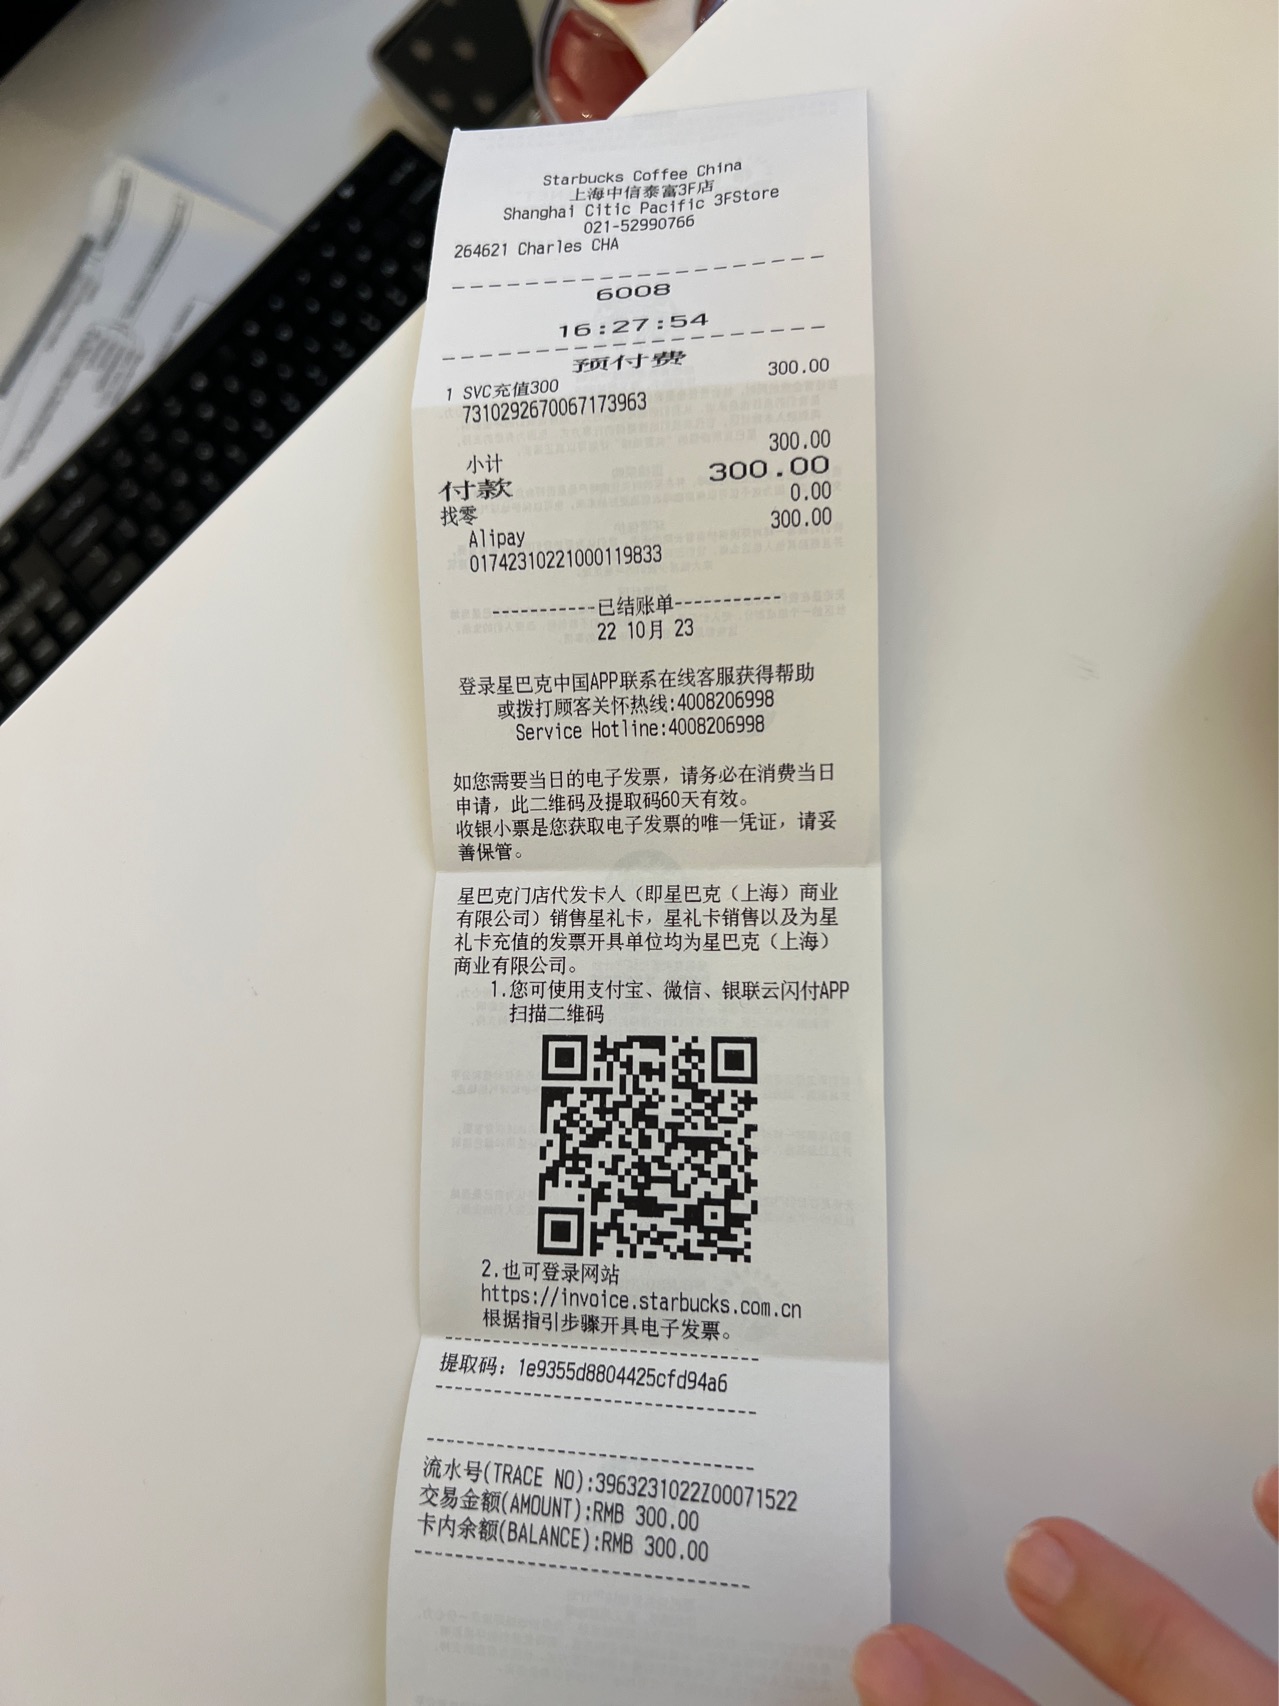 Starbucks Coffee China
上海中信泰富3F店
Shanghai Citic Pacific 3FStore
021-52990766
264621 Charles CHA
6008
16:27:54
预付费
1 SVC充值300 300.00
7310292670067173963
小计 300.00
付款 300.00
找零 0.00
Alipay 300.00
01742310221000119833
-----------已结账单-----------
22 10月 23
登录星巴克中国APP联系在线客服获得帮助
或拨打顾客关怀热线:4008206998
Service Hotline:4008206998
如您需要当日的电子发票，请务必在消费当日
申请，此二维码及提取码60天有效。
收银小票是您获取电子发票的唯一凭证，请妥
善保管。
星巴克门店代发卡人（即星巴克（上海）商业
有限公司）销售星礼卡，星礼卡销售以及为星
礼卡充值的发票开具单位均为星巴克（上海）
商业有限公司。
1.您可使用支付宝、微信、银联云闪付APP
扫描二维码
2.也可登录网站
https://invoice.starbucks.com.cn
根据指引步骤开具电子发票。
提取码: 1e9355d8804425cfd94a6
流水号(TRACE NO):3963231022Z00071522
交易金额(AMOUNT):RMB 300.00
卡内余额(BALANCE):RMB 300.00